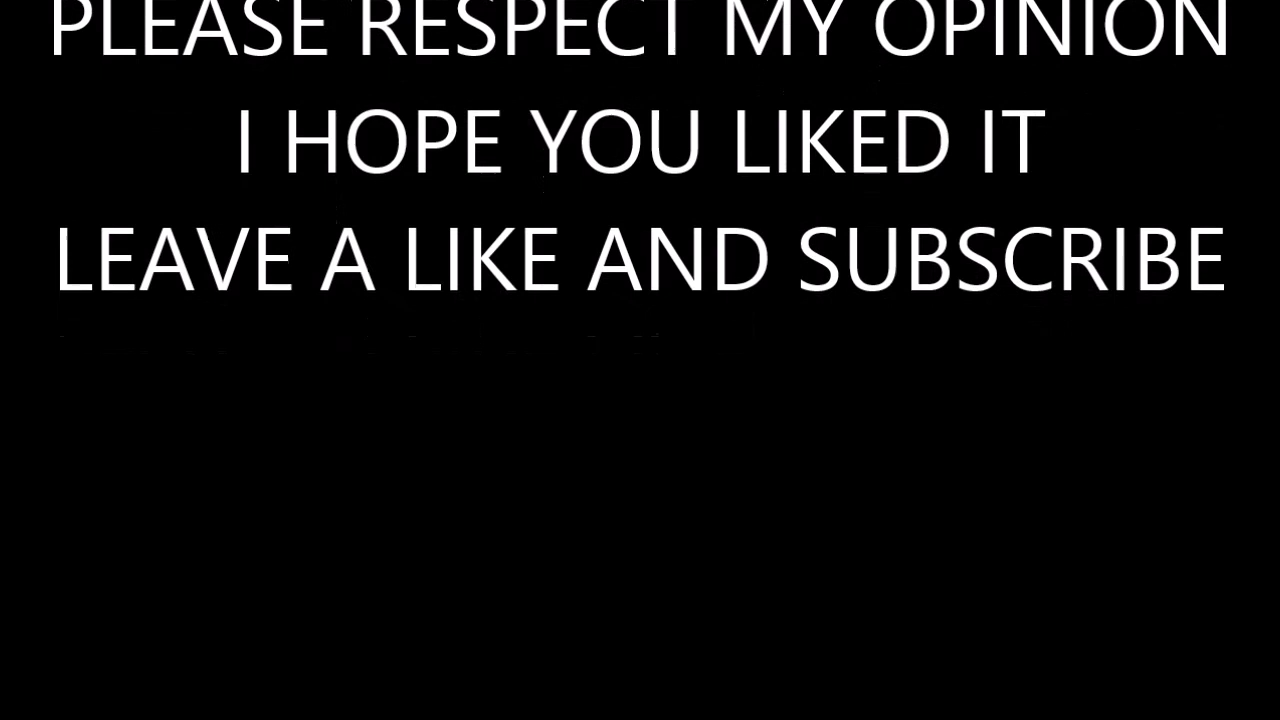 PLEASE RESPECT MY OPINION
I HOPE YOU LIKED IT
LEAVE A LIKE AND SUBSCRIBE